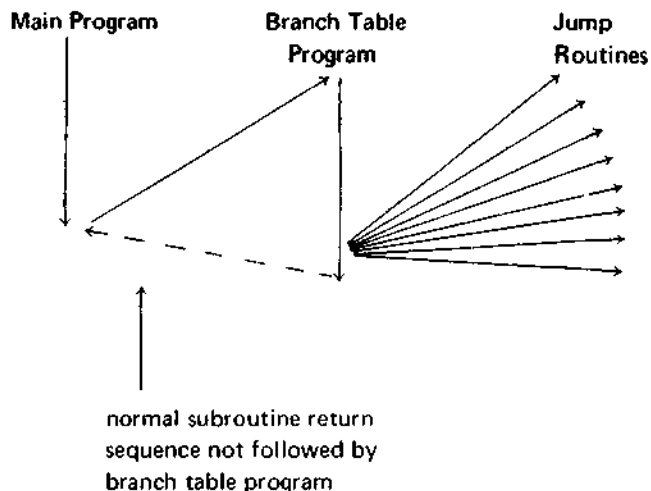 Main Program
Branch Table
Program
Jump
Routines
normal subroutine return
sequence not followed by
branch table program